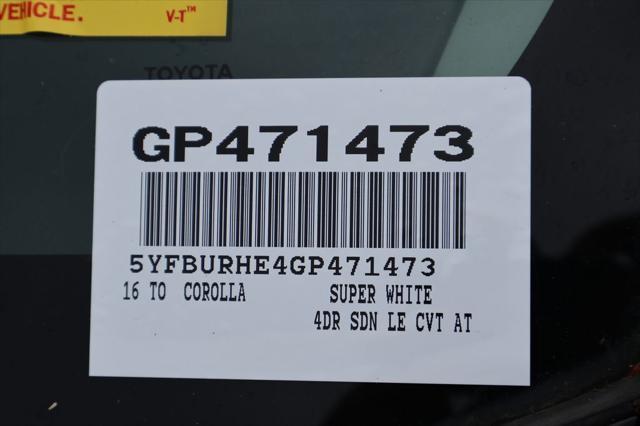 VEHICLE. V-T™
TOYOTA
GP471473
5YFBURHE4GP471473
16 TO COROLLA SUPER WHITE
4DR SDN LE CVT AT